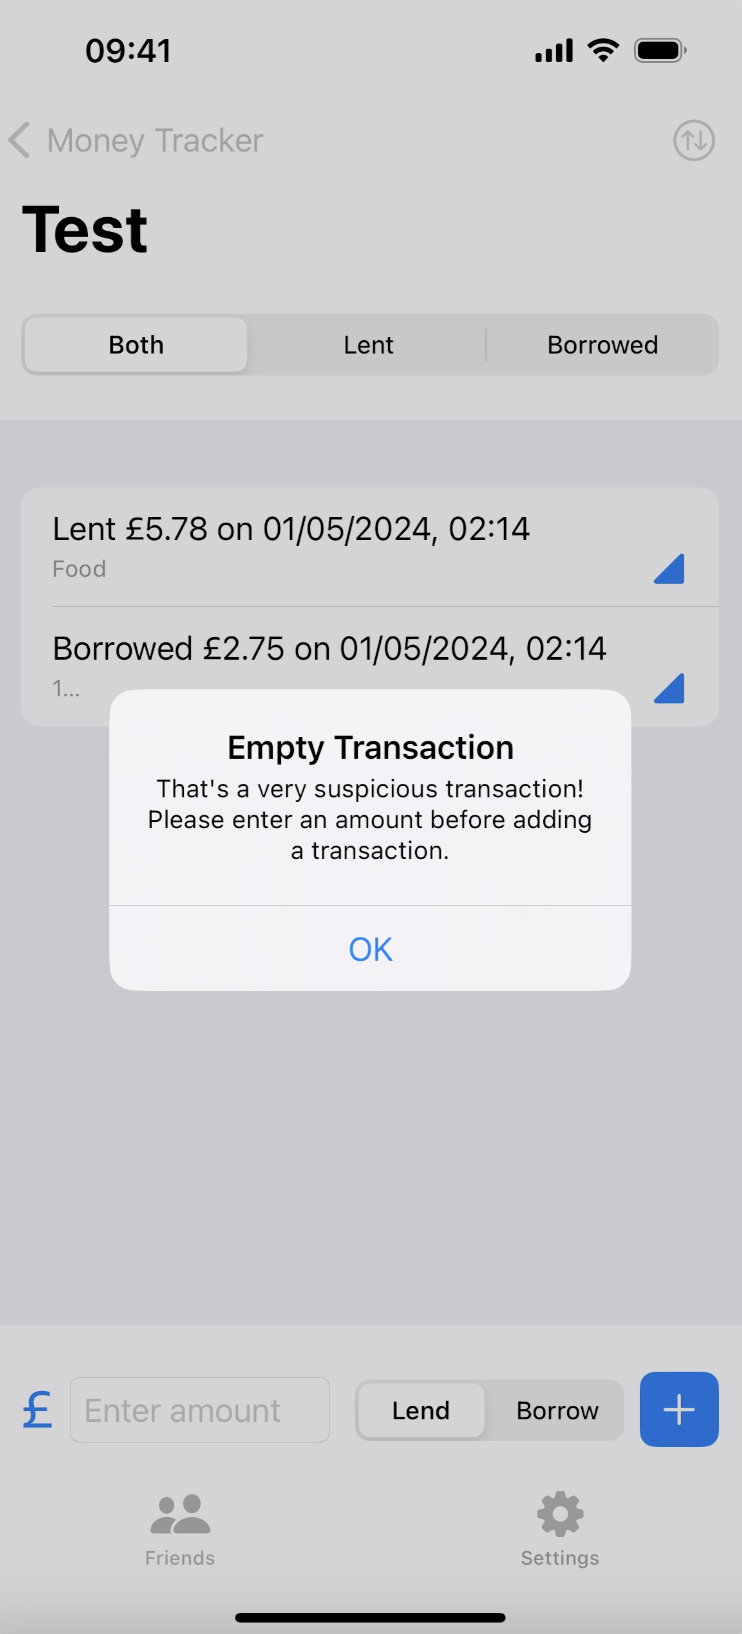 09:41
Money Tracker
Test
Both
Lent
Borrowed
Lent £5.78 on 01/05/2024, 02:14
Food
Borrowed £2.75 on 01/05/2024, 02:14
1...
Empty Transaction
That's a very suspicious transaction!
Please enter an amount before adding
a transaction.
OK
£
Enter amount
Lend
Borrow
Friends
Settings